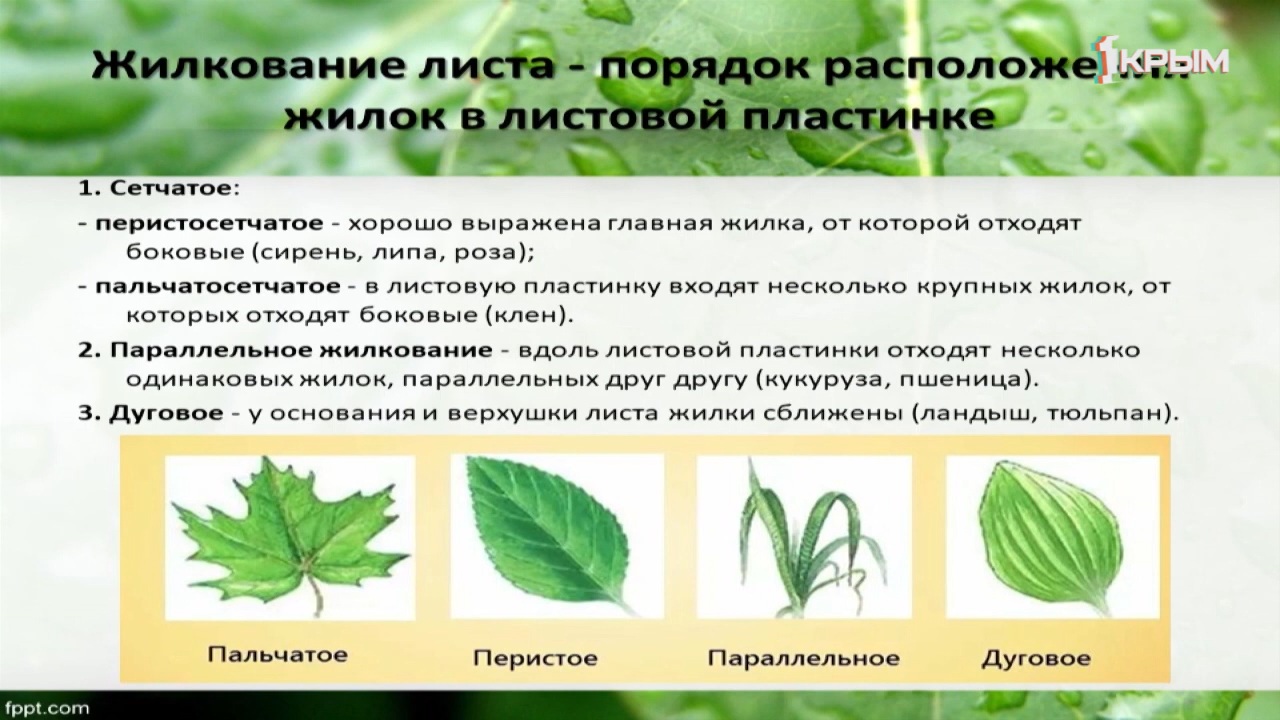 Жилкование листа - порядок
1КРЫМ
жилок в листовой пластинке
1. Сетчатое:
- перистосетчатое - хорошо выражена главная жилка, от которой отходят
боковые (сирень, липа, роза);
- пальчатосетчатое - в листовую пластинку входят несколько крупных жилок, от
которых отходят боковые (клен).
2. Параллельное жилкование - вдоль листовой пластинки отходят несколько
одинаковых жилок, параллельных друг другу (кукуруза, пшеница).
3. Дуговое - у основания и верхушки листа жилки сближены (ландыш, тюльпан).
Пальчатое
Перистое
Параллельное
Дуговое
fppt.com